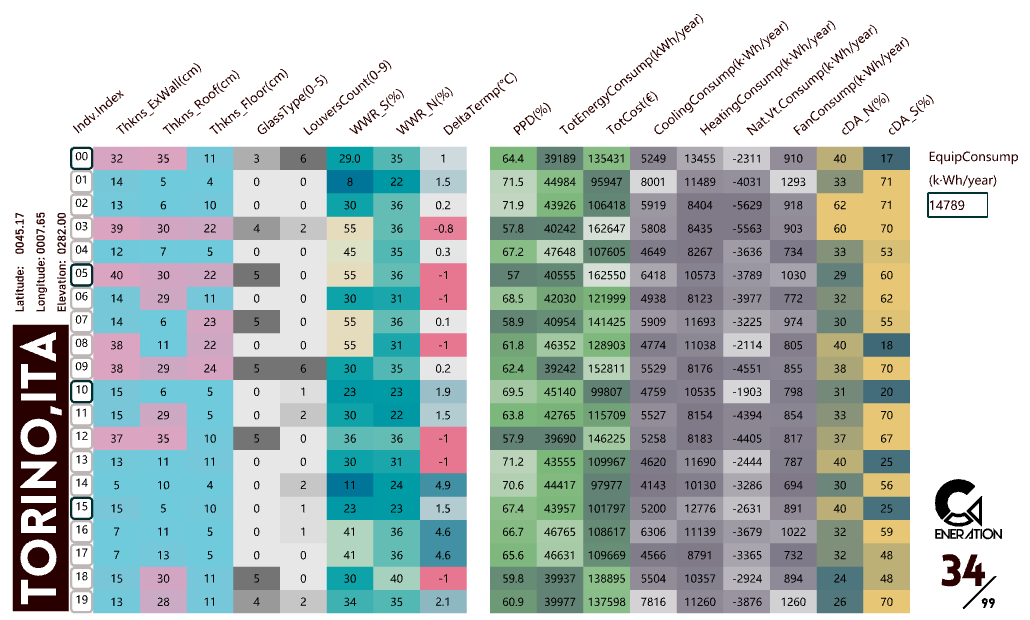 Indv.Index Thkns_ExWall(cm) Thkns_Roof(cm) Thkns_Floor(cm) GlassType(0-5) LouversCount(0-9) WWR_S(%) WWR_N(%) DeltaTermp(°C) PPD(%) TotEnergyConsump(kWh/year) TotCost(€) CoolingConsump(k·Wh/year) HeatingConsump(k·Wh/year) Nat.Vt.Consump(k·Wh/year) FanConsump(k·Wh/year) cDA_N(%) cDA_S(%)
00 32 35 11 3 6 29.0 35 1 64.4 39189 135431 5249 13455 -2311 910 40 17
01 14 5 4 0 0 8 22 1.5 71.5 44984 95947 8001 11489 -4031 1293 33 71
02 13 6 10 0 0 30 36 0.2 71.9 43926 106418 5919 8404 -5629 918 62 71
03 39 30 22 4 2 55 36 -0.8 57.8 40242 162647 5808 8435 -5563 903 60 70
04 12 7 5 0 0 45 35 0.3 67.2 47648 107605 4649 8267 -3636 734 33 53
05 40 30 22 5 0 55 36 -1 57 40555 162550 6418 10573 -3789 1030 29 60
06 14 29 11 0 0 30 31 -1 68.5 42030 121999 4938 8123 -3977 772 32 62
07 14 6 23 5 0 55 36 0.1 58.9 40954 141425 5909 11693 -3225 974 30 55
08 38 11 22 0 0 55 31 -1 61.8 46352 128903 4774 11038 -2114 805 40 18
09 38 29 24 5 6 30 35 0.2 62.4 39242 152811 5529 8176 -4551 855 38 70
10 15 6 5 0 1 23 23 1.9 69.5 45140 99807 4759 10535 -1903 798 31 20
11 15 29 5 0 2 30 22 1.5 63.8 42765 115709 5527 8154 -4394 854 33 70
12 37 35 10 5 0 36 36 -1 57.9 39690 146225 5258 8183 -4405 817 37 67
13 13 11 11 0 0 30 31 -1 71.2 43555 109967 4620 11690 -2444 787 40 25
14 5 10 4 0 2 11 24 4.9 70.6 44417 97977 4143 10130 -3286 694 30 56
15 15 5 10 0 1 23 23 1.5 67.4 43957 101797 5200 12776 -2631 891 40 25
16 7 11 5 0 1 41 36 4.6 66.7 46765 108617 6306 11139 -3679 1022 32 59
17 7 13 5 0 0 41 36 4.6 65.6 46631 109669 4566 8791 -3365 732 32 48
18 15 30 11 5 0 30 40 -1 59.8 39937 138895 5504 10357 -2924 894 24 48
19 13 28 11 4 2 34 35 2.1 60.9 39977 137598 7816 11260 -3876 1260 26 70
EquipConsump
(k·Wh/year)
14789
Latitude: 0045.17
Longitude: 0007.65
Elevation: 0282.00
TORINO,ITA
ENERATION
34/99